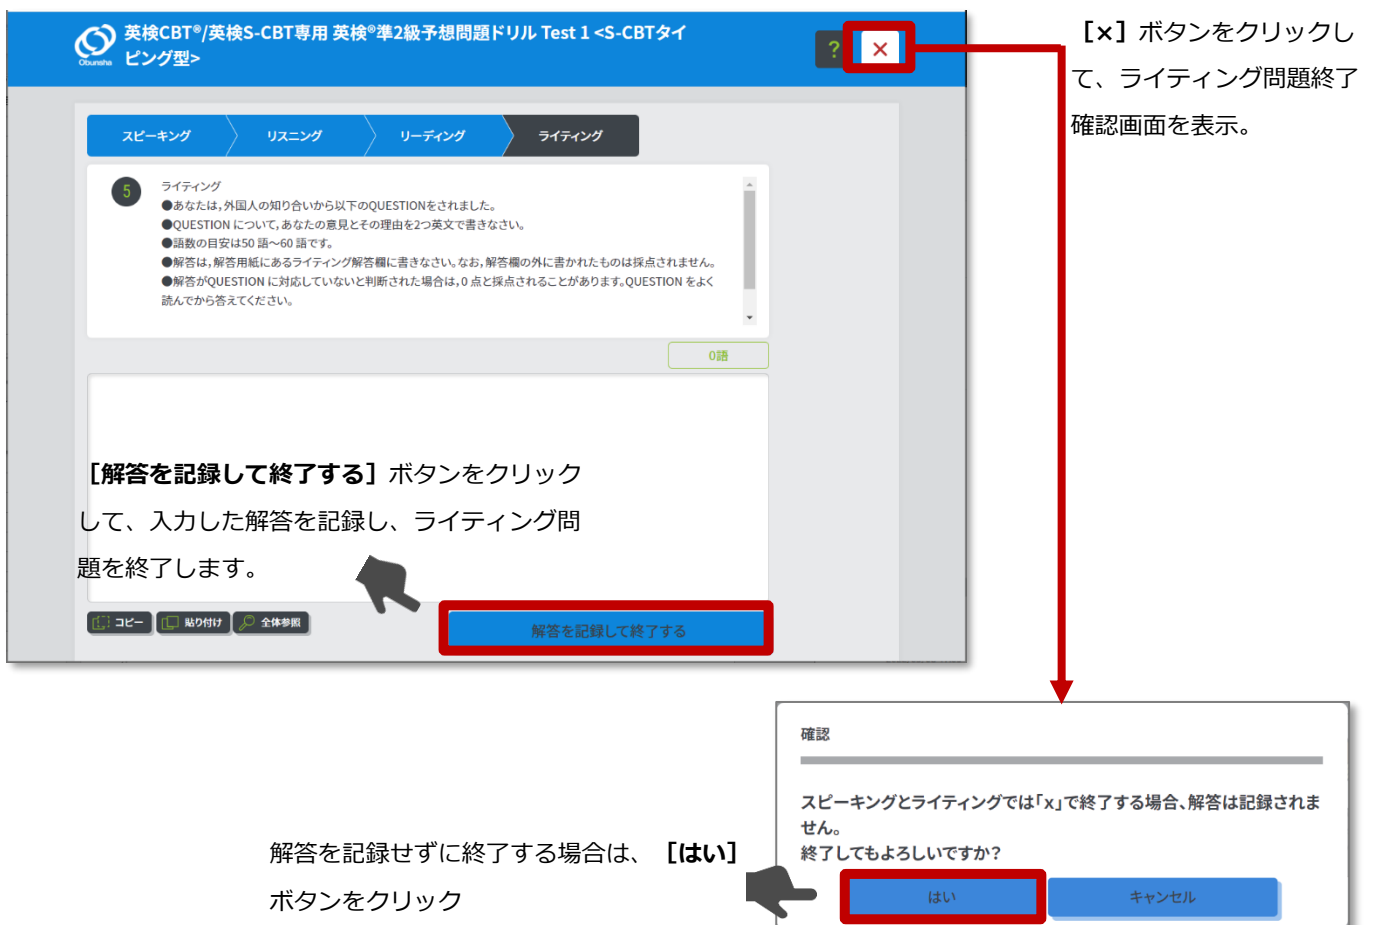 英検CBT®/英検S-CBT専用 英検®準2級予想問題ドリル Test 1 <S-CBTタイ
ピング型>
Obunsha
?
×
［×］ボタンをクリックし
て、ライティング問題終了
確認画面を表示。
スピーキング
リスニング
リーディング
ライティング
5
ライティング
●あなたは,外国人の知り合いから以下のQUESTIONをされました。
●QUESTION について,あなたの意見とその理由を2つ英文で書きなさい。
●語数の目安は50 語～60 語です。
●解答は,解答用紙にあるライティング解答欄に書きなさい。なお,解答欄の外に書かれたものは採点されません。
●解答がQUESTION に対応していないと判断された場合は,0 点と採点されることがあります。QUESTION をよく
読んでから答えてください。
0語
［解答を記録して終了する］ボタンをクリック
して、入力した解答を記録し、ライティング問
題を終了します。
コピー
貼り付け
全体参照
解答を記録して終了する
確認
スピーキングとライティングでは「x」で終了する場合、解答は記録されま
せん。
終了してもよろしいですか?
解答を記録せずに終了する場合は、［はい］
ボタンをクリック
はい
キャンセル